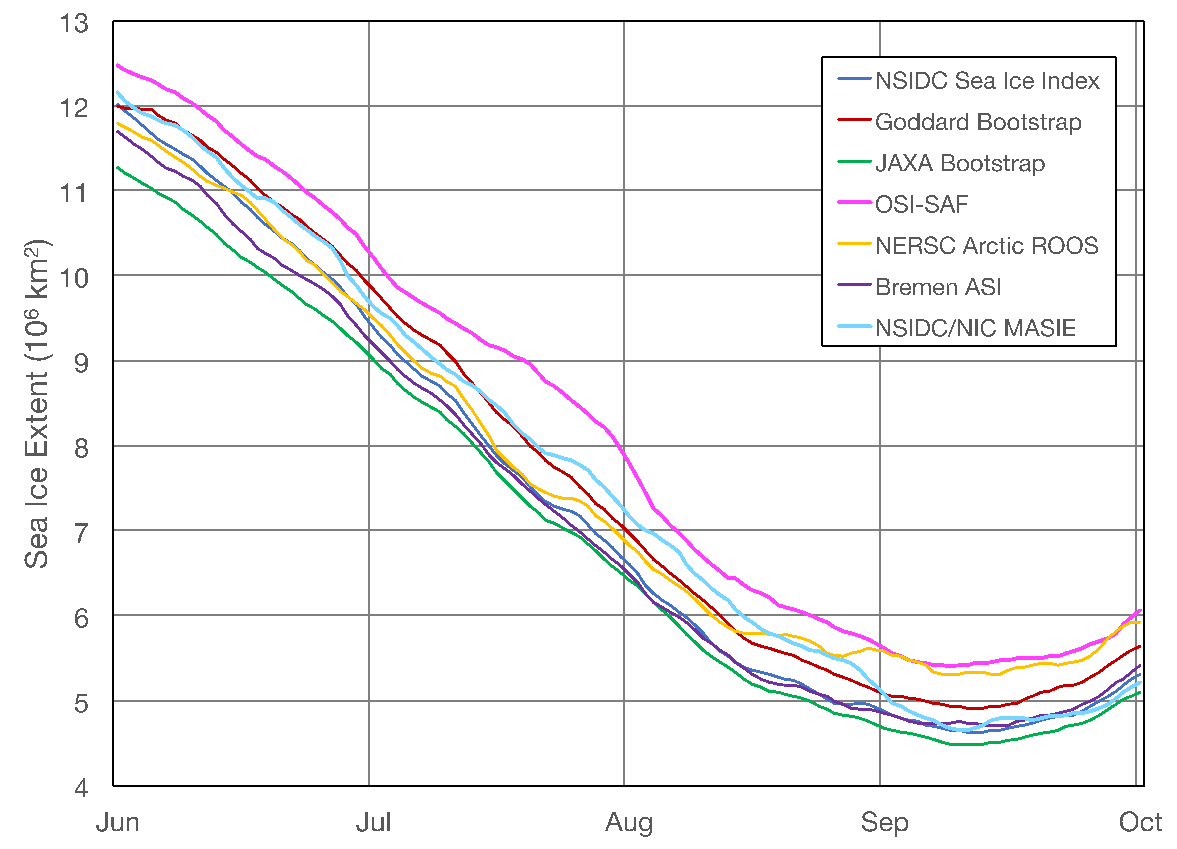 13
12
11
10
9
8
7
6
5
4
Sea Ice Extent (10⁶ km²)
NSIDC Sea Ice Index
Goddard Bootstrap
JAXA Bootstrap
OSI-SAF
NERSC Arctic ROOS
Bremen ASI
NSIDC/NIC MASIE
Jun Jul Aug Sep Oct